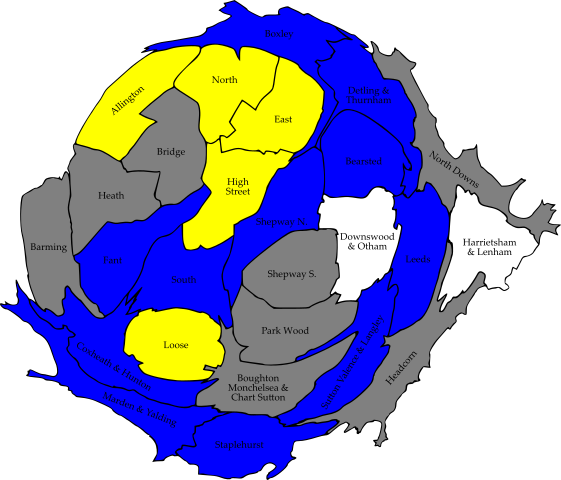 Boxley
North
Allington
Detling &
Thurnham
East
Bridge
Bearsted
North Downs
High
Street
Heath
Shepway N.
Barming
Downswood
& Otham
Harrietsham
& Lenham
Fant
South
Shepway S.
Leeds
Park Wood
Loose
Coxheath & Hunton
Boughton
Monchelsea &
Chart Sutton
Sutton Valence & Langley
Headcorn
Marden & Yalding
Staplehurst